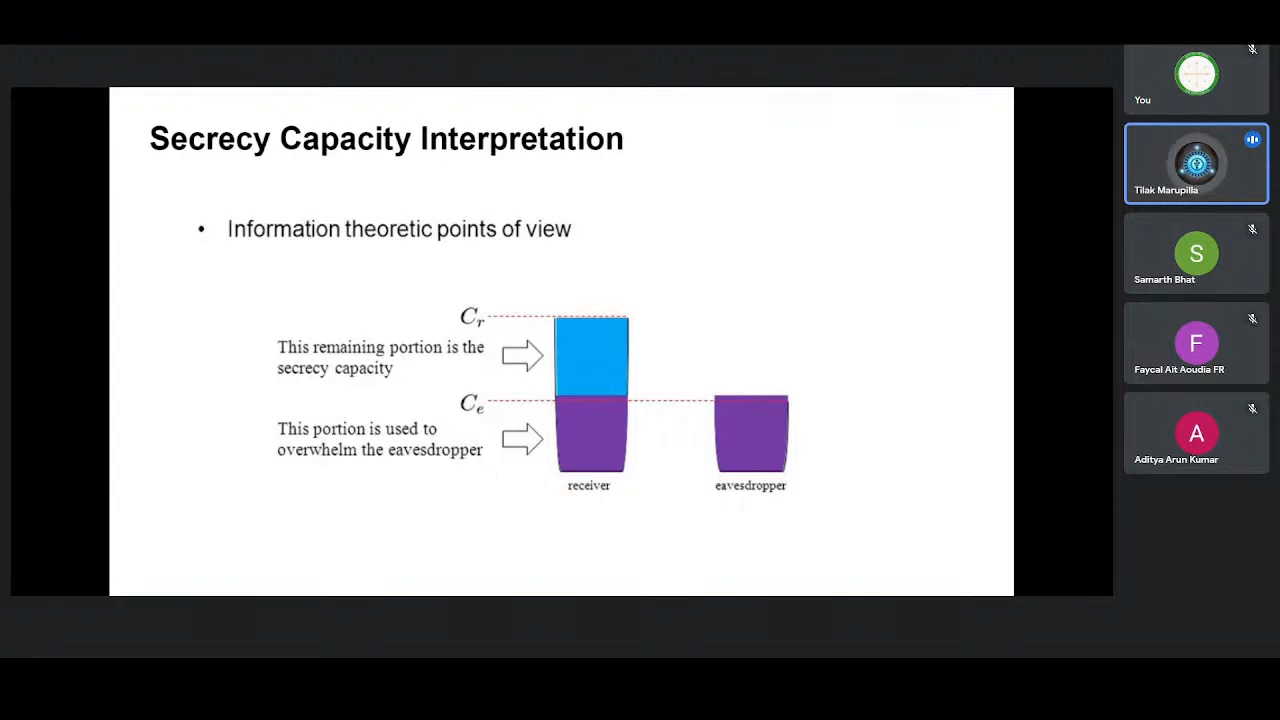 Secrecy Capacity Interpretation
• Information theoretic points of view
Cr
This remaining portion is the
secrecy capacity
Ce
This portion is used to
overwhelm the eavesdropper
receiver
eavesdropper
You
Tilak Marupilla
S
Samarth Bhat
F
Faycal Ait Aoudia FR
A
Aditya Arun Kumar